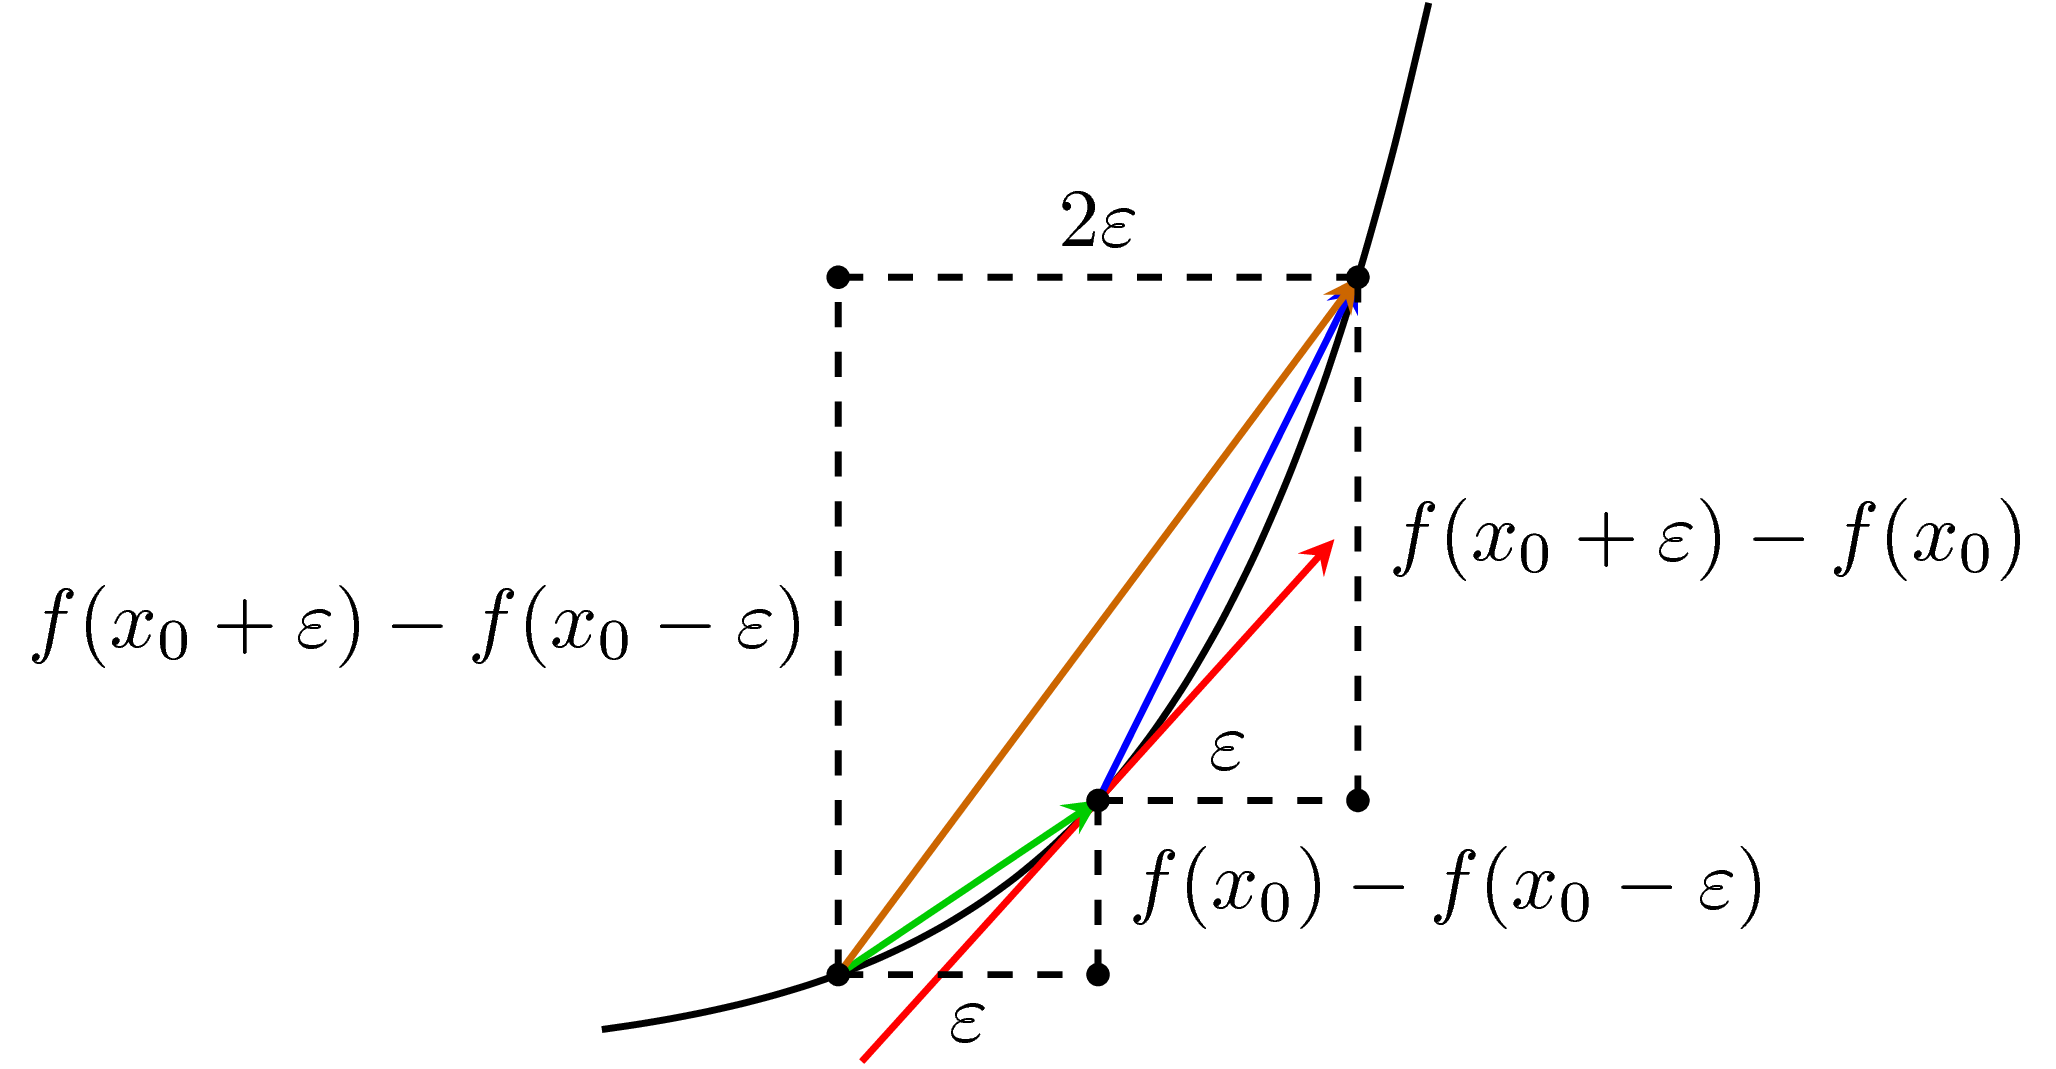 2ε
f(x₀ + ε) − f(x₀)
f(x₀ + ε) − f(x₀ − ε)
ε
f(x₀) − f(x₀ − ε)
ε